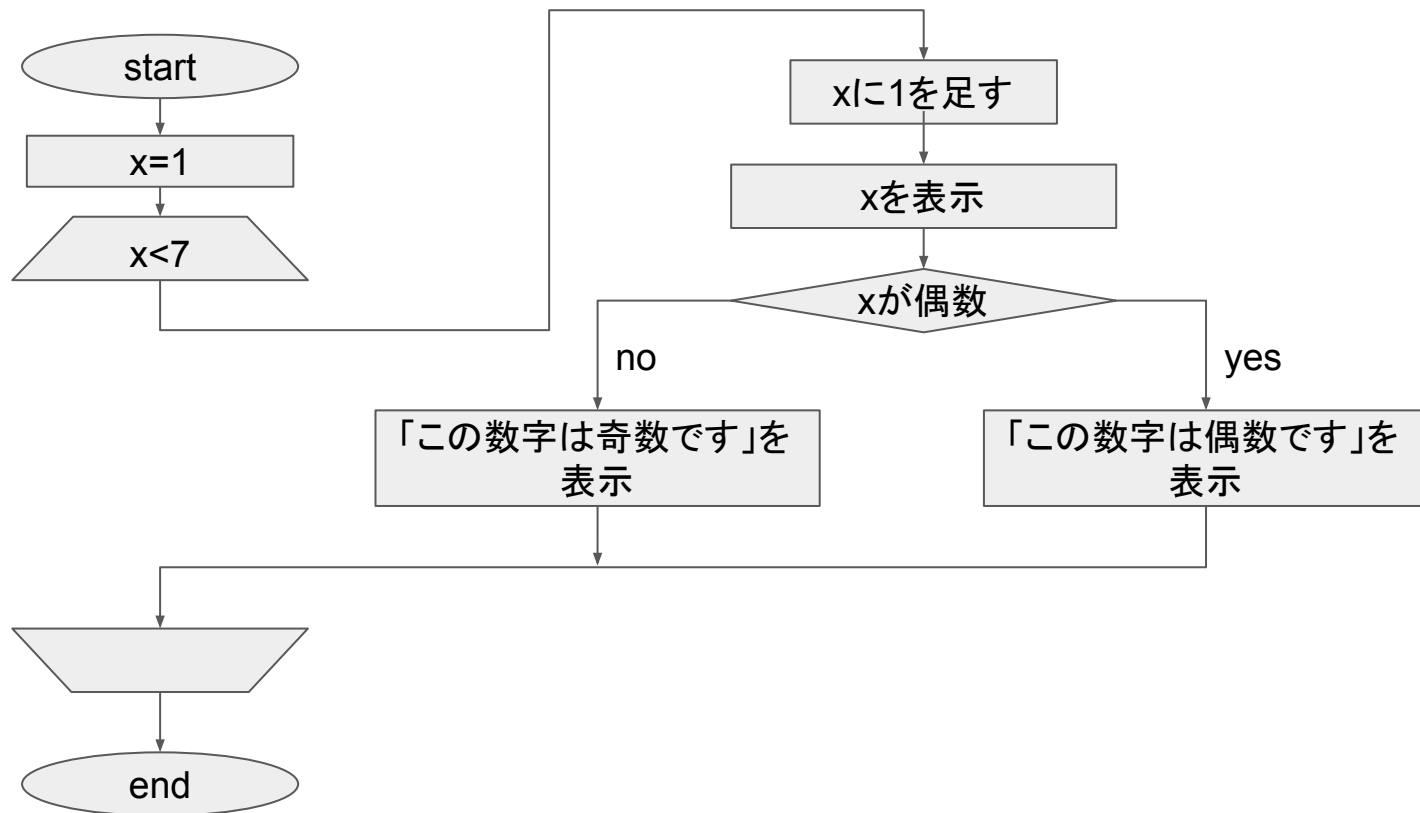 start
x=1
x<7
xに1を足す
xを表示
xが偶数
no
yes
「この数字は奇数です」を
表示
「この数字は偶数です」を
表示
end